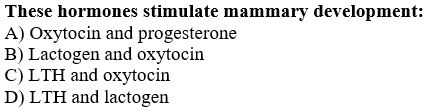 These hormones stimulate mammary development:
A) Oxytocin and progesterone
B) Lactogen and oxytocin
C) LTH and oxytocin
D) LTH and lactogen